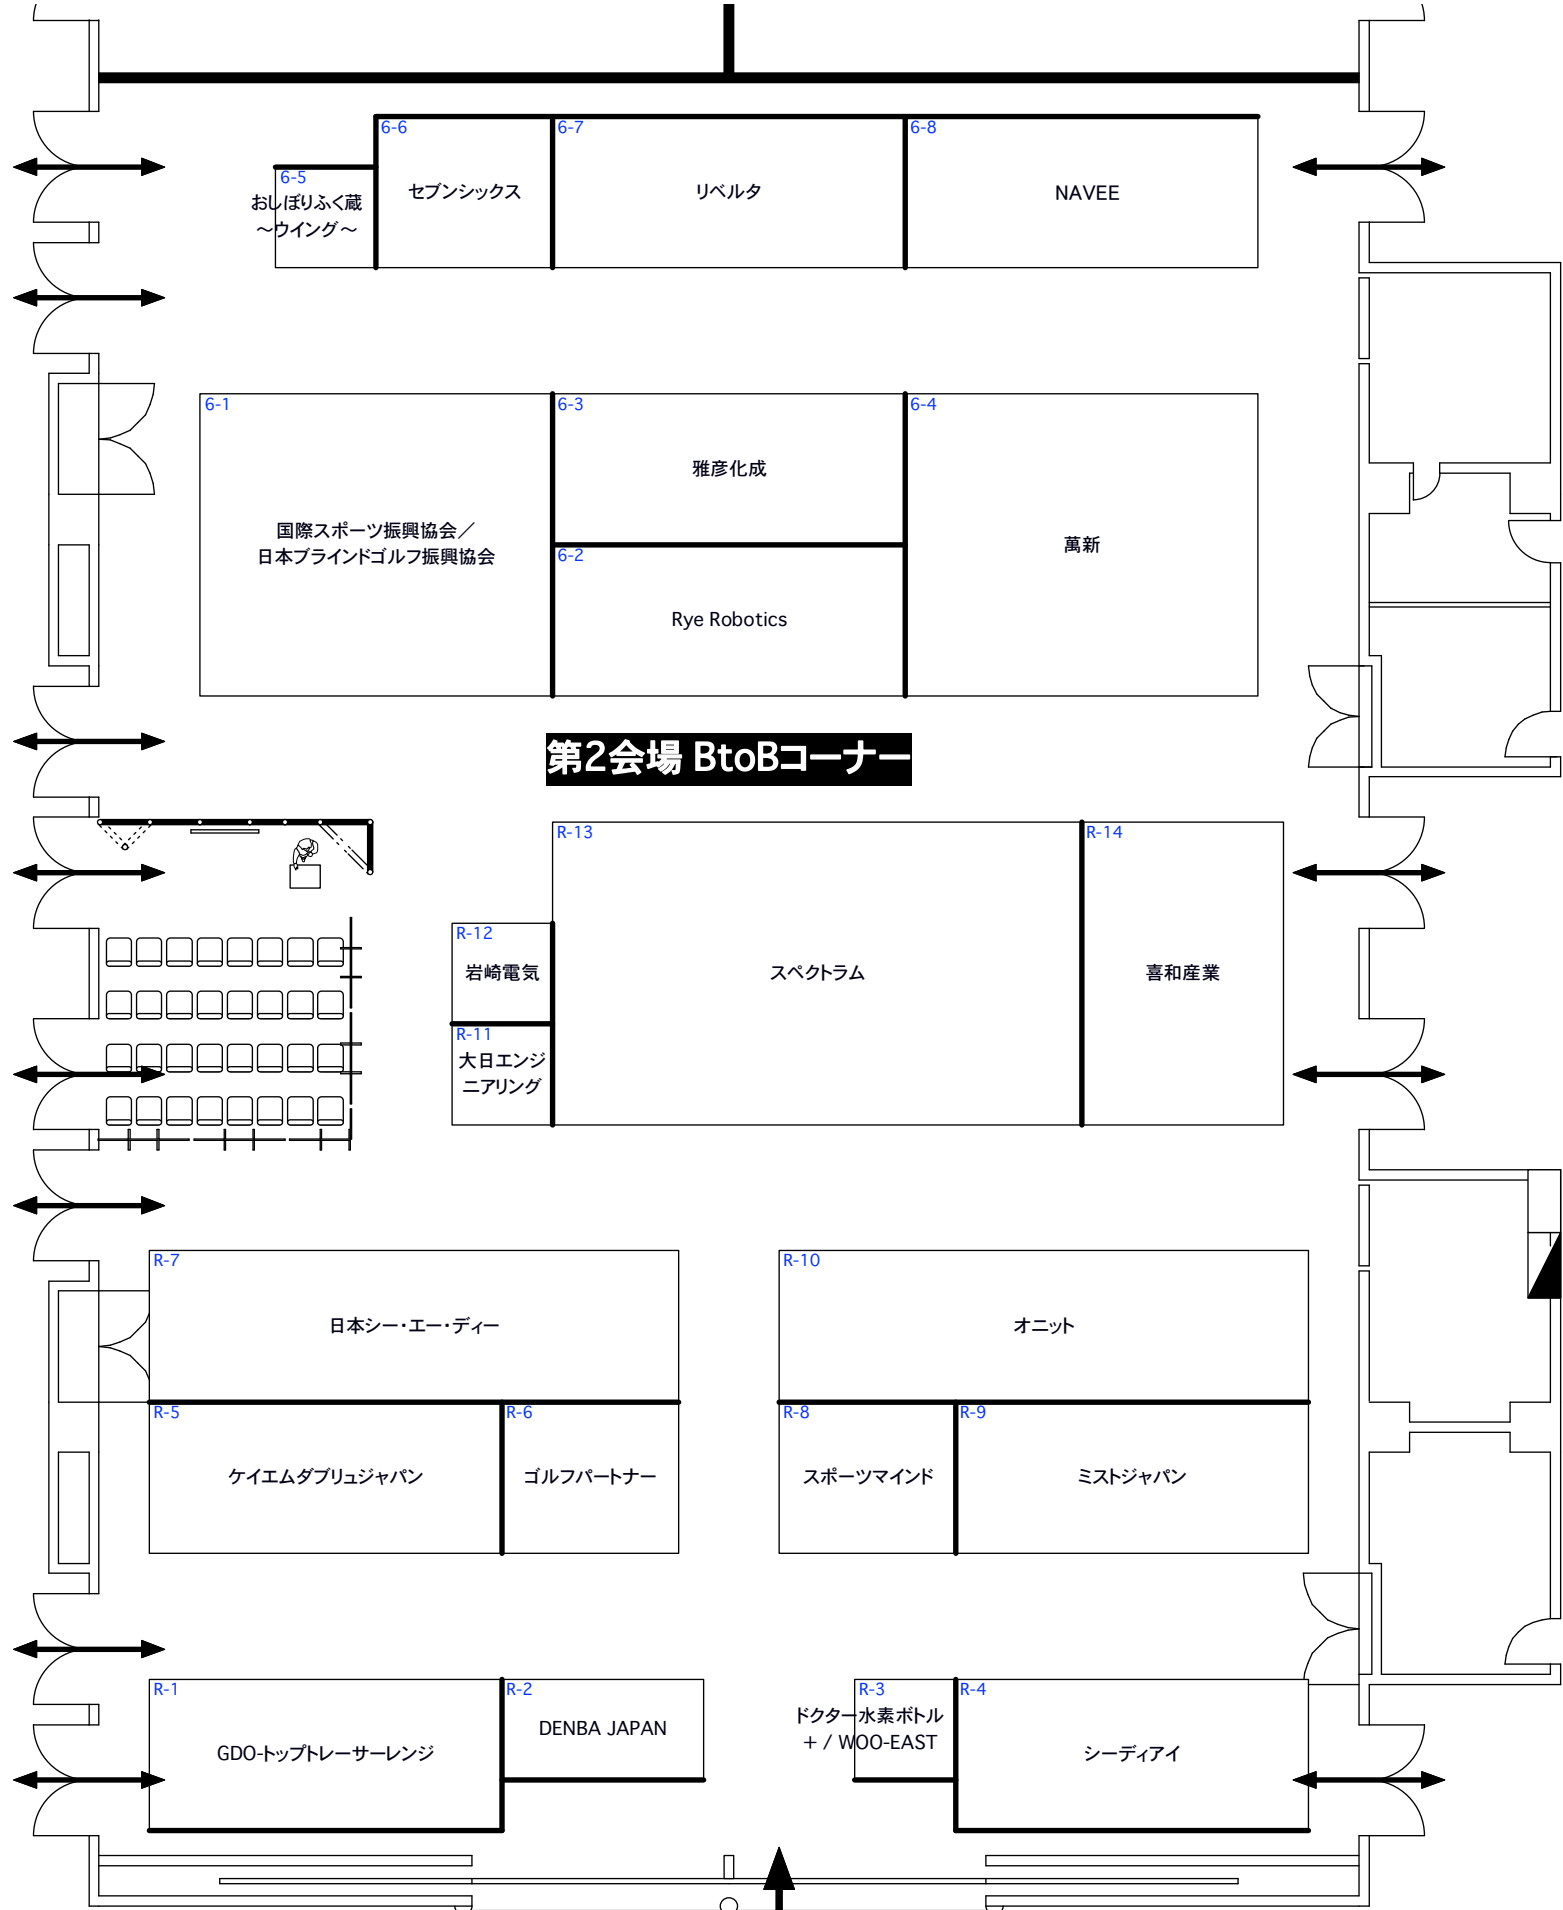 6-6
6-7
6-8
6-5
セブンシックス
リベルタ
NAVEE
おしぼりふく蔵
～ウイング～
6-1
6-3
6-4
雅彦化成
国際スポーツ振興協会／
日本ブラインドゴルフ振興協会
6-2
萬新
Rye Robotics
第2会場 BtoBコーナー
R-13
R-14
R-12
岩崎電気
スペクトラム
喜和産業
R-11
大日エンジ
ニアリング
R-7
R-10
日本シー・エー・ディー
オニット
R-5
R-6
R-8
R-9
ケイエムダブリュジャパン
ゴルフパートナー
スポーツマインド
ミストジャパン
R-1
R-2
R-3
R-4
GDO-トップトレーサーレンジ
DENBA JAPAN
ドクター水素ボトル
＋ / WOO-EAST
シーディアイ